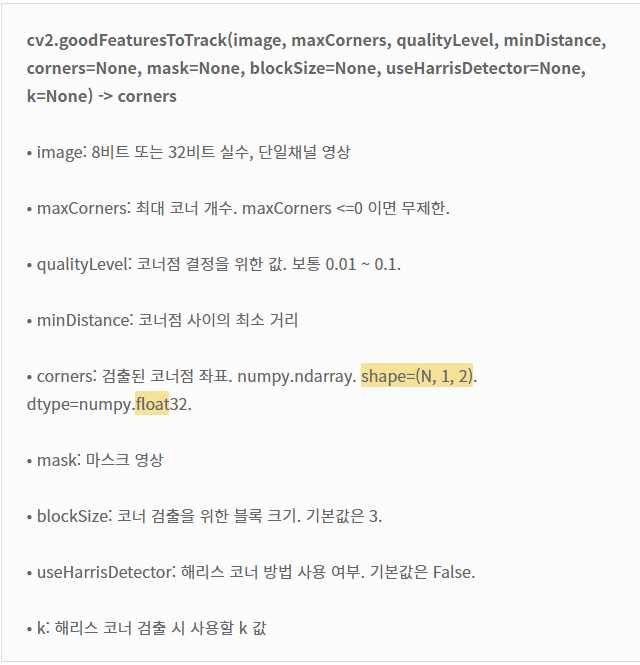 cv2.goodFeaturesToTrack(image, maxCorners, qualityLevel, minDistance,
corners=None, mask=None, blockSize=None, useHarrisDetector=None,
k=None) -> corners
• image: 8비트 또는 32비트 실수, 단일채널 영상
• maxCorners: 최대 코너 개수. maxCorners <=0 이면 무제한.
• qualityLevel: 코너점 결정을 위한 값. 보통 0.01 ~ 0.1.
• minDistance: 코너점 사이의 최소 거리
• corners: 검출된 코너점 좌표. numpy.ndarray. shape=(N, 1, 2).
dtype=numpy.float32.
• mask: 마스크 영상
• blockSize: 코너 검출을 위한 블록 크기. 기본값은 3.
• useHarrisDetector: 해리스 코너 방법 사용 여부. 기본값은 False.
• k: 해리스 코너 검출 시 사용할 k 값